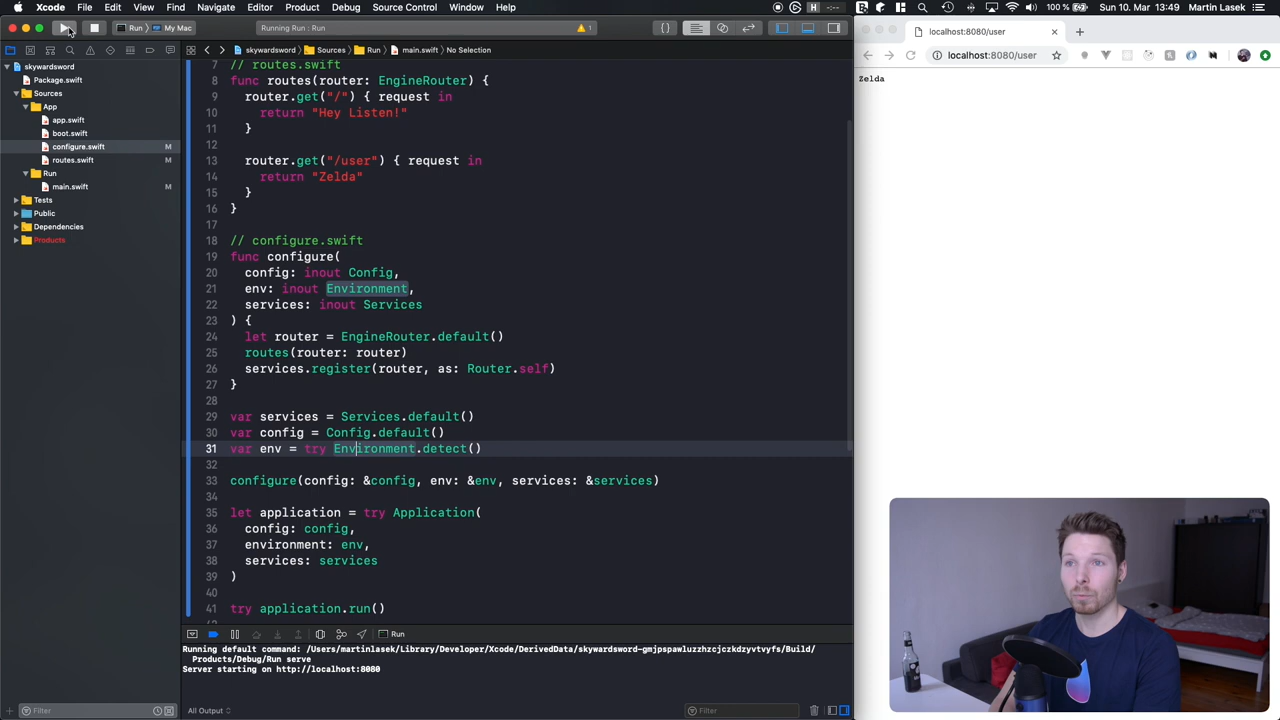 Xcode File Edit View Find Navigate Editor Product Debug Source Control Window Help
100 % Sun 10. Mar 13:49 Martin Lasek
Run My Mac
Running Run : Run
1
skywardsword Sources Run main.swift No Selection
skywardsword
Package.swift
Sources
App
app.swift
boot.swift
configure.swift M
routes.swift M
Run
main.swift M
Tests
Public
Dependencies
Products
Filter
7 // routes.swift
8 func routes(router: EngineRouter) {
9 router.get("/") { request in
10 return "Hey Listen!"
11 }
12
13 router.get("/user") { request in
14 return "Zelda"
15 }
16 }
17
18 // configure.swift
19 func configure(
20 config: inout Config,
21 env: inout Environment,
22 services: inout Services
23 ) {
24 let router = EngineRouter.default()
25 routes(router: router)
26 services.register(router, as: Router.self)
27 }
28
29 var services = Services.default()
30 var config = Config.default()
31 var env = try Environment.detect()
32
33 configure(config: &config, env: &env, services: &services)
34
35 let application = try Application(
36 config: config,
37 environment: env,
38 services: services
39 )
40
41 try application.run()
Run
Running default command: /Users/martinlasek/Library/Developer/Xcode/DerivedData/skywardsword-gmjpspawluzzhzcjczkdzyvtvyfs/Build/
Products/Debug/Run serve
Server starting on http://localhost:8080
All Output
Filter
localhost:8080/user
localhost:8080/user
Zelda